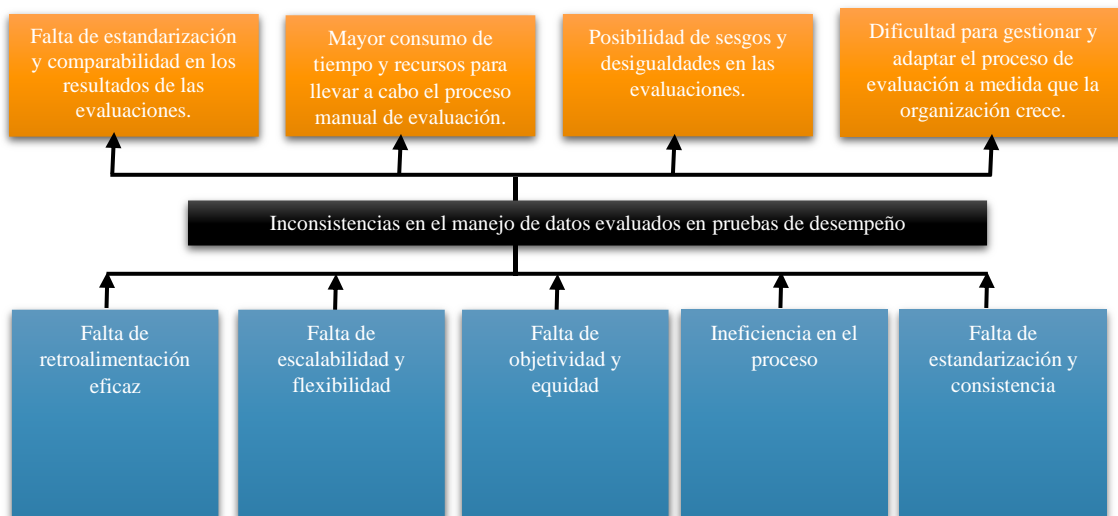 Falta de estandarización
y comparabilidad en los
resultados de las
evaluaciones.
Mayor consumo de
tiempo y recursos para
llevar a cabo el proceso
manual de evaluación.
Posibilidad de sesgos y
desigualdades en las
evaluaciones.
Dificultad para gestionar y
adaptar el proceso de
evaluación a medida que la
organización crece.
Inconsistencias en el manejo de datos evaluados en pruebas de desempeño
Falta de
retroalimentación
eficaz
Falta de
escalabilidad y
flexibilidad
Falta de
objetividad y
equidad
Ineficiencia en el
proceso
Falta de
estandarización y
consistencia